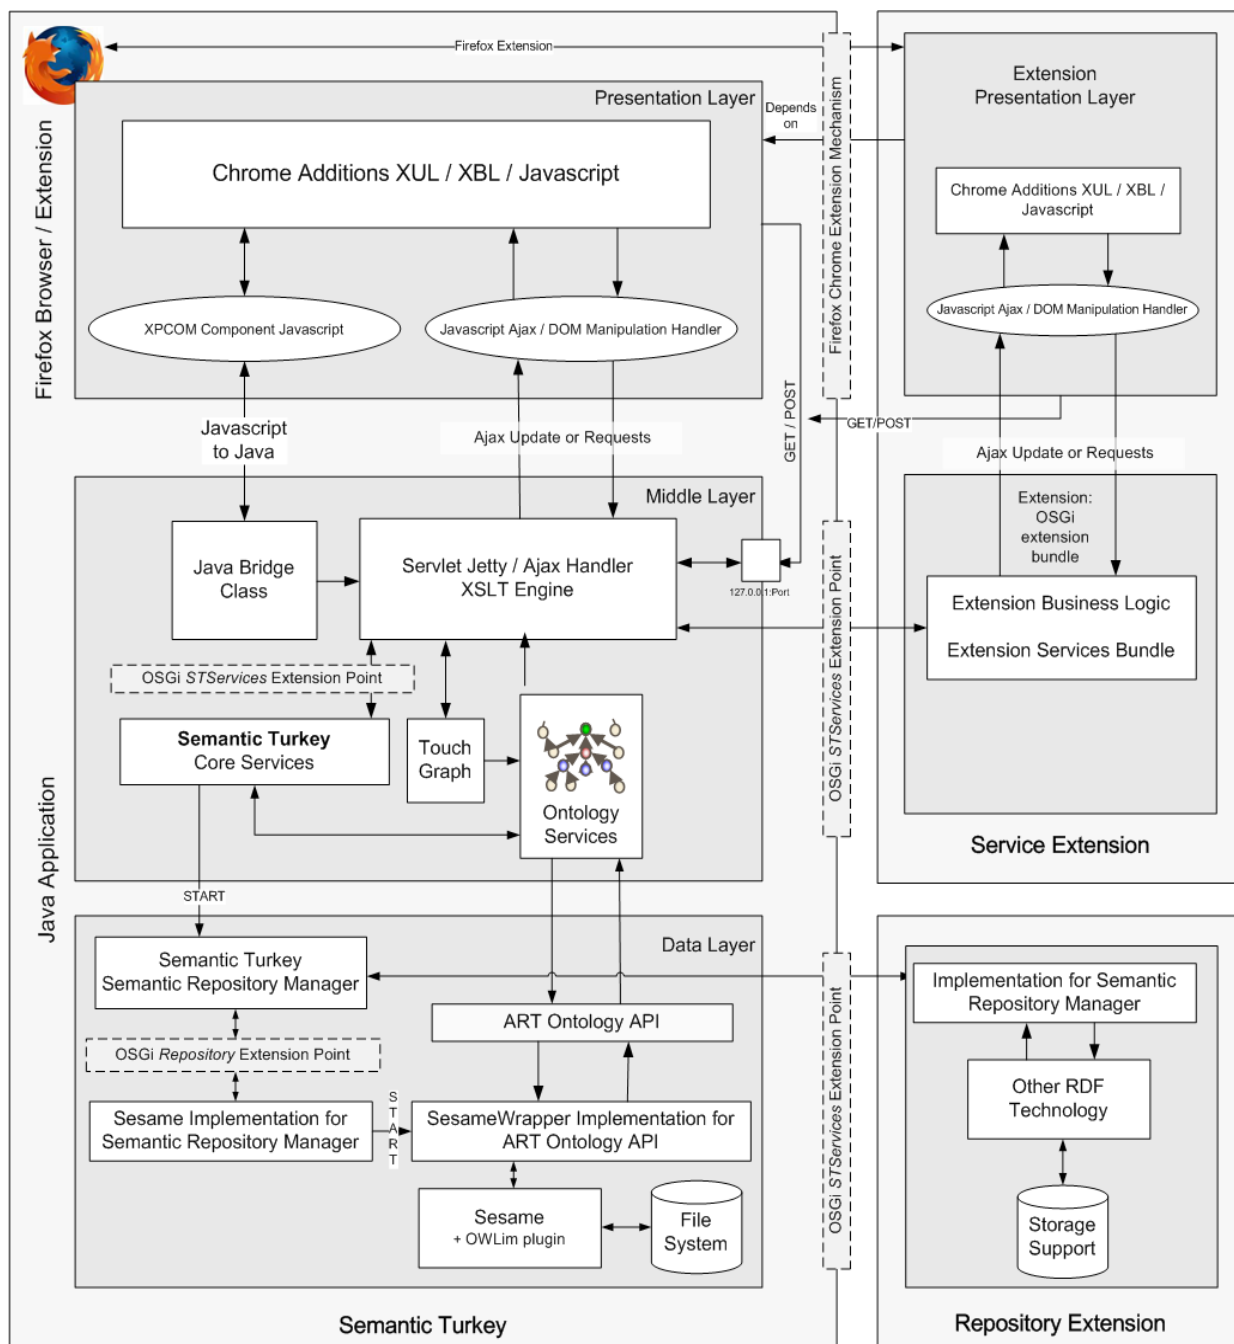 Firefox Extension
Firefox Browser / Extension
Presentation Layer
Chrome Additions XUL / XBL / Javascript
XPCOM Component Javascript
Javascript Ajax / DOM Manipulation Handler
Depends
on
Firefox Chrome Extension Mechanism
Extension
Presentation Layer
Chrome Additions XUL / XBL /
Javascript
Javascript Ajax / DOM Manipulation Handler
Javascript
to Java
Ajax Update or Requests
GET / POST
GET/POST
Ajax Update or Requests
Java Application
Middle Layer
Java Bridge
Class
Servlet Jetty / Ajax Handler
XSLT Engine
127.0.0.1:Port
OSGi STServices Extension Point
OSGi STServices Extension Point
Extension:
OSGi
extension
bundle
Extension Business Logic
Extension Services Bundle
Service Extension
Semantic Turkey
Core Services
Touch
Graph
Ontology
Services
START
Data Layer
Semantic Turkey
Semantic Repository Manager
OSGi Repository Extension Point
Sesame Implementation for
Semantic Repository Manager
START
ART Ontology API
SesameWrapper Implementation for
ART Ontology API
Sesame
+ OWLim plugin
File
System
OSGi STServices Extension Point
Implementation for Semantic
Repository Manager
Other RDF
Technology
Storage
Support
Semantic Turkey
Repository Extension